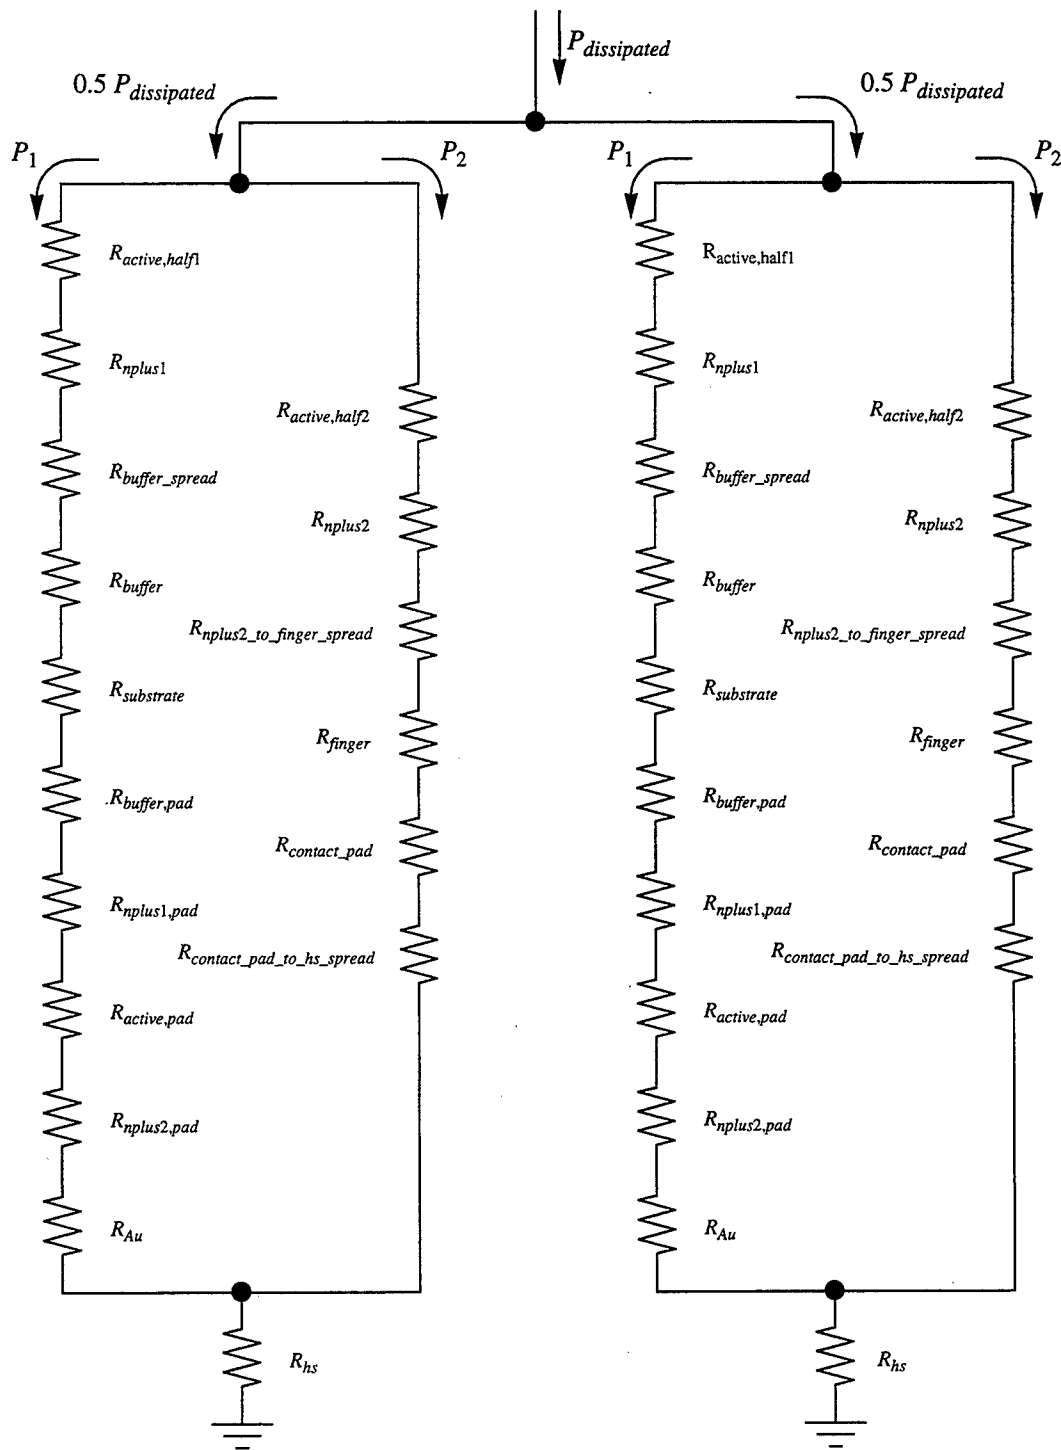 P_dissipated
0.5 P_dissipated
0.5 P_dissipated
P_1
P_2
P_1
P_2
R_active,half1
R_nplus1
R_buffer_spread
R_buffer
R_substrate
R_buffer,pad
R_nplus1,pad
R_active,pad
R_nplus2,pad
R_Au
R_active,half2
R_nplus2
R_nplus2_to_finger_spread
R_finger
R_contact_pad
R_contact_pad_to_hs_spread
R_hs
R_active,half1
R_nplus1
R_buffer_spread
R_buffer
R_substrate
R_buffer,pad
R_nplus1,pad
R_active,pad
R_nplus2,pad
R_Au
R_active,half2
R_nplus2
R_nplus2_to_finger_spread
R_finger
R_contact_pad
R_contact_pad_to_hs_spread
R_hs